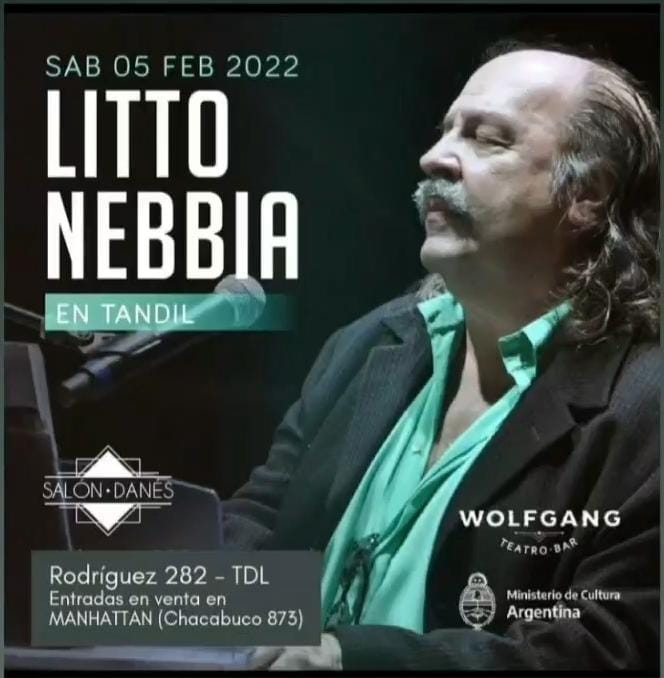 SAB 05 FEB 2022
LITTO
NEBBIA
EN TANDIL
SALÓN·DANÉS
WOLFGANG
TEATRO·BAR
Rodríguez 282 – TDL
Entradas en venta en
MANHATTAN (Chacabuco 873)
Ministerio de Cultura
Argentina